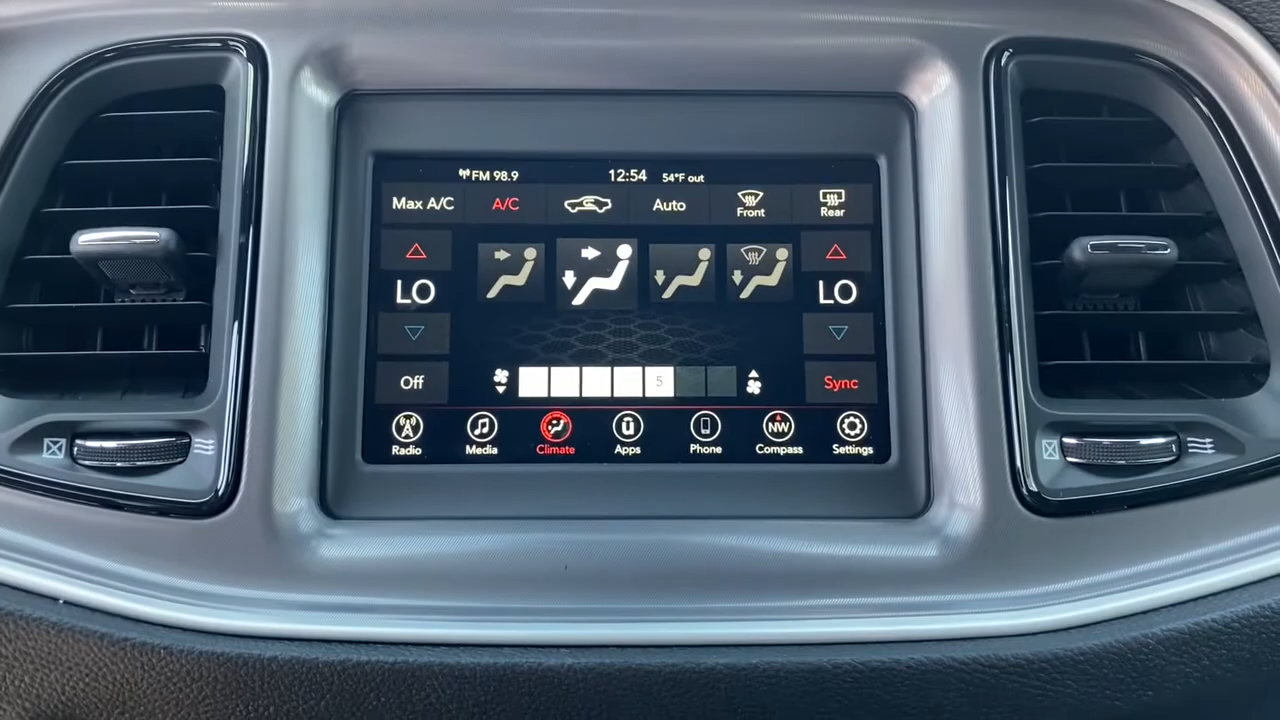 FM 98.9 12:54 54°F out
Max A/C A/C Auto Front Rear
LO LO
Off 5 Sync
Radio Media Climate Apps Phone NW Compass Settings